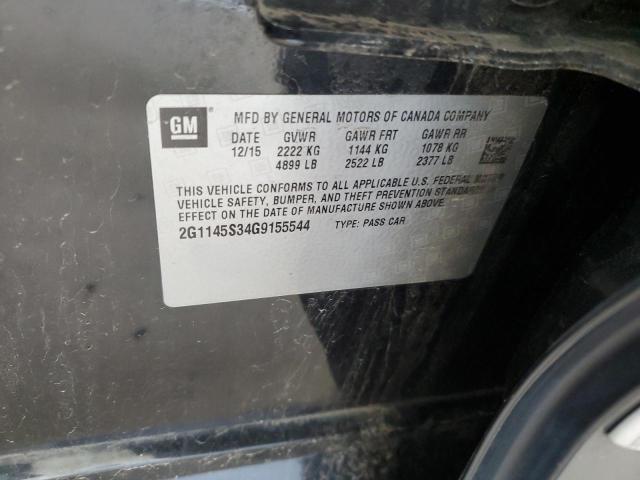 GM
MFD BY GENERAL MOTORS OF CANADA COMPANY
DATE GVWR GAWR FRT GAWR RR
12/15 2222 KG 1144 KG 1078 KG
4899 LB 2522 LB 2377 LB
THIS VEHICLE CONFORMS TO ALL APPLICABLE U.S. FEDERAL MOTOR
VEHICLE SAFETY, BUMPER, AND THEFT PREVENTION STANDARDS IN
EFFECT ON THE DATE OF MANUFACTURE SHOWN ABOVE.
2G1145S34G9155544 TYPE: PASS CAR